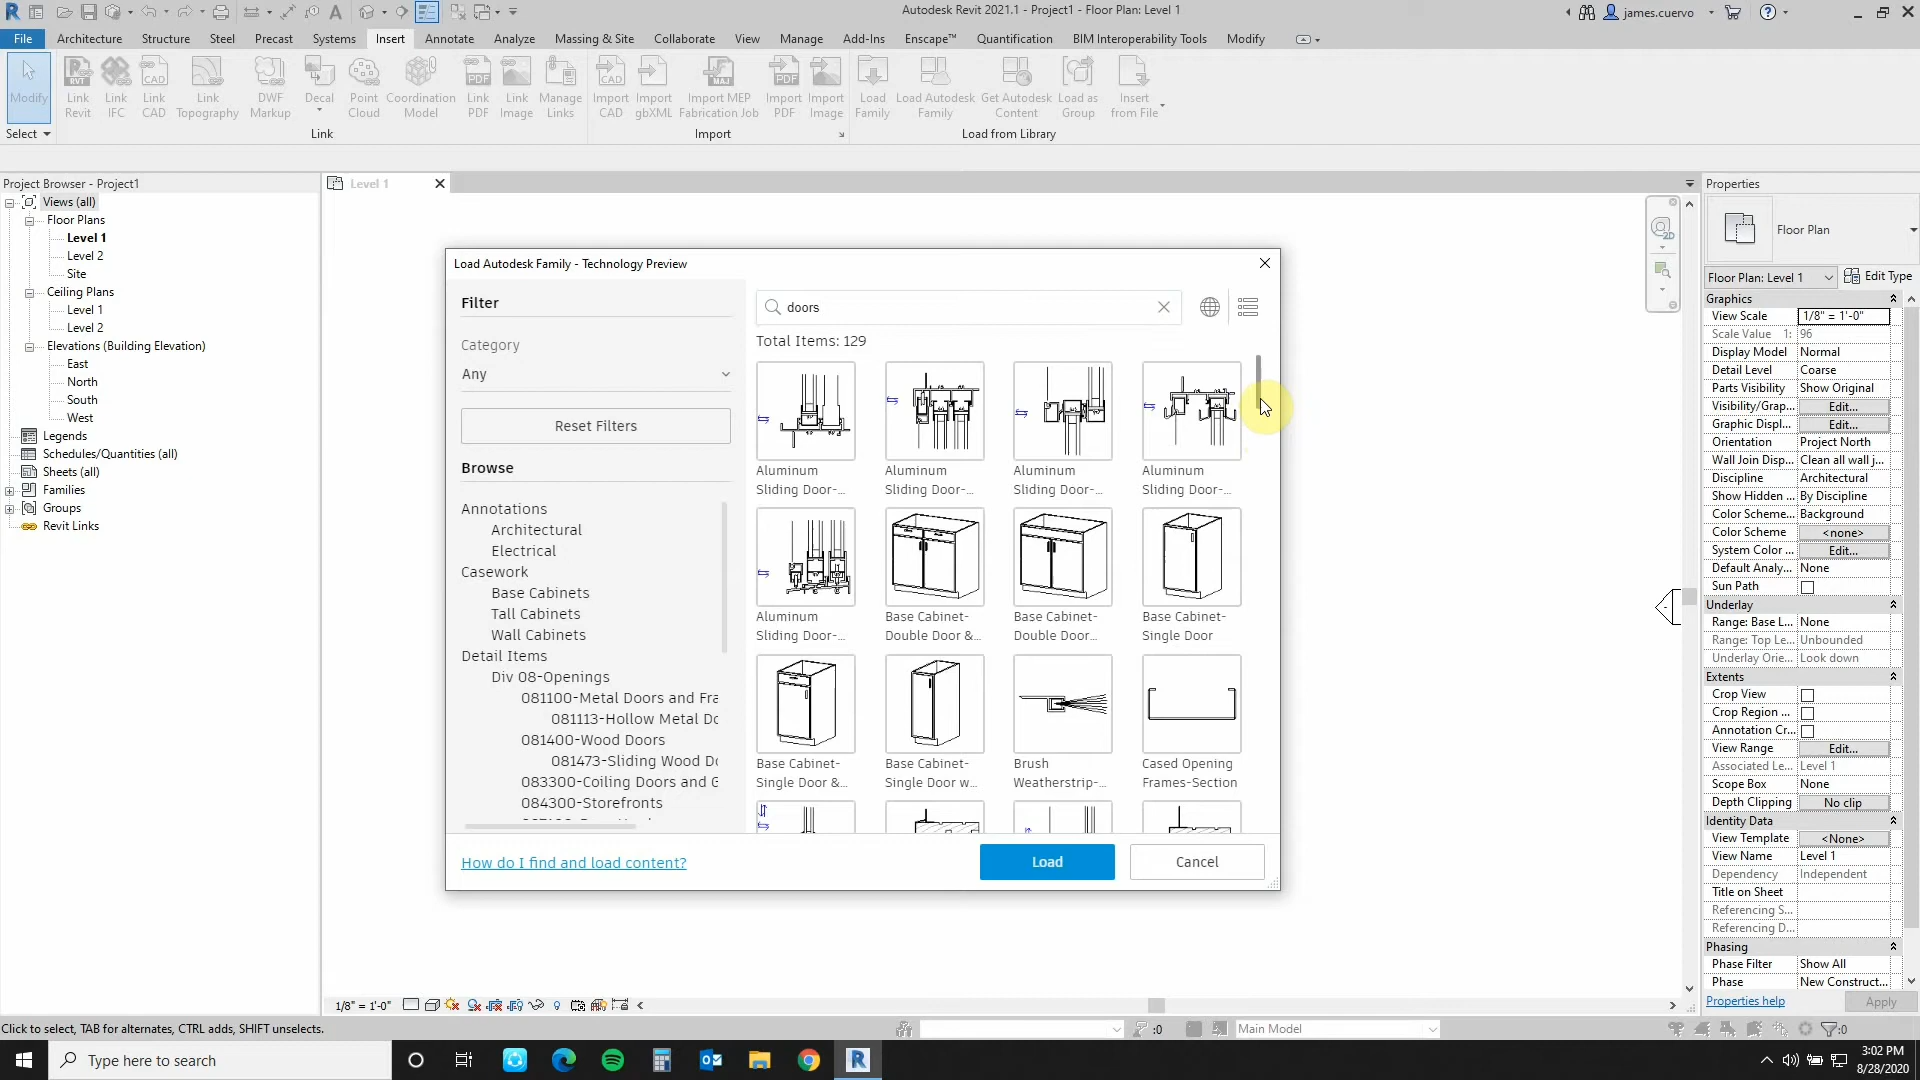 Autodesk Revit 2021.1 - Project1 - Floor Plan: Level 1
james.cuervo
File Architecture Structure Steel Precast Systems Insert Annotate Analyze Massing & Site Collaborate View Manage Add-Ins Enscape™ Quantification BIM Interoperability Tools Modify
Modify
Link Revit
Link IFC
Link CAD
Link Topography
DWF Markup
Decal
Point Cloud
Coordination Model
Link PDF
Link Image
Manage Links
Import CAD
Import gbXML
Import MEP Fabrication Job
Import PDF
Import Image
Load Family
Load Autodesk Family
Get Autodesk Content
Load as Group
Insert from File
Select Link Import Load from Library
Project Browser - Project1
Views (all)
Floor Plans
Level 1
Level 2
Site
Ceiling Plans
Level 1
Level 2
Elevations (Building Elevation)
East
North
South
West
Legends
Schedules/Quantities (all)
Sheets (all)
Families
Groups
Revit Links
Level 1
Load Autodesk Family - Technology Preview
Filter
Category
Any
Reset Filters
Browse
Annotations
Architectural
Electrical
Casework
Base Cabinets
Tall Cabinets
Wall Cabinets
Detail Items
Div 08-Openings
081100-Metal Doors and Fra
081113-Hollow Metal Do
081400-Wood Doors
081473-Sliding Wood Do
083300-Coiling Doors and G
084300-Storefronts
doors
Total Items: 129
Aluminum Sliding Door-...
Aluminum Sliding Door-...
Aluminum Sliding Door-...
Aluminum Sliding Door-...
Aluminum Sliding Door-...
Base Cabinet-Double Door &...
Base Cabinet-Double Door...
Base Cabinet-Single Door
Base Cabinet-Single Door &...
Base Cabinet-Single Door w...
Brush Weatherstrip-...
Cased Opening Frames-Section
How do I find and load content?
Load
Cancel
Properties
Floor Plan
Floor Plan: Level 1 Edit Type
Graphics
View Scale 1/8" = 1'-0"
Scale Value 1: 96
Display Model Normal
Detail Level Coarse
Parts Visibility Show Original
Visibility/Grap... Edit...
Graphic Displ... Edit...
Orientation Project North
Wall Join Disp... Clean all wall j...
Discipline Architectural
Show Hidden ... By Discipline
Color Scheme... Background
Color Scheme <none>
System Color ... Edit...
Default Analy... None
Sun Path
Underlay
Range: Base L... None
Range: Top Le... Unbounded
Underlay Orie... Look down
Extents
Crop View
Crop Region ...
Annotation Cr...
View Range Edit...
Associated Le... Level 1
Scope Box None
Depth Clipping No clip
Identity Data
View Template <None>
View Name Level 1
Dependency Independent
Title on Sheet
Referencing S...
Referencing D...
Phasing
Phase Filter Show All
Phase New Construct...
Properties help Apply
1/8" = 1'-0"
Click to select, TAB for alternates, CTRL adds, SHIFT unselects.
:0
Main Model
:0
Type here to search
3:02 PM
8/28/2020